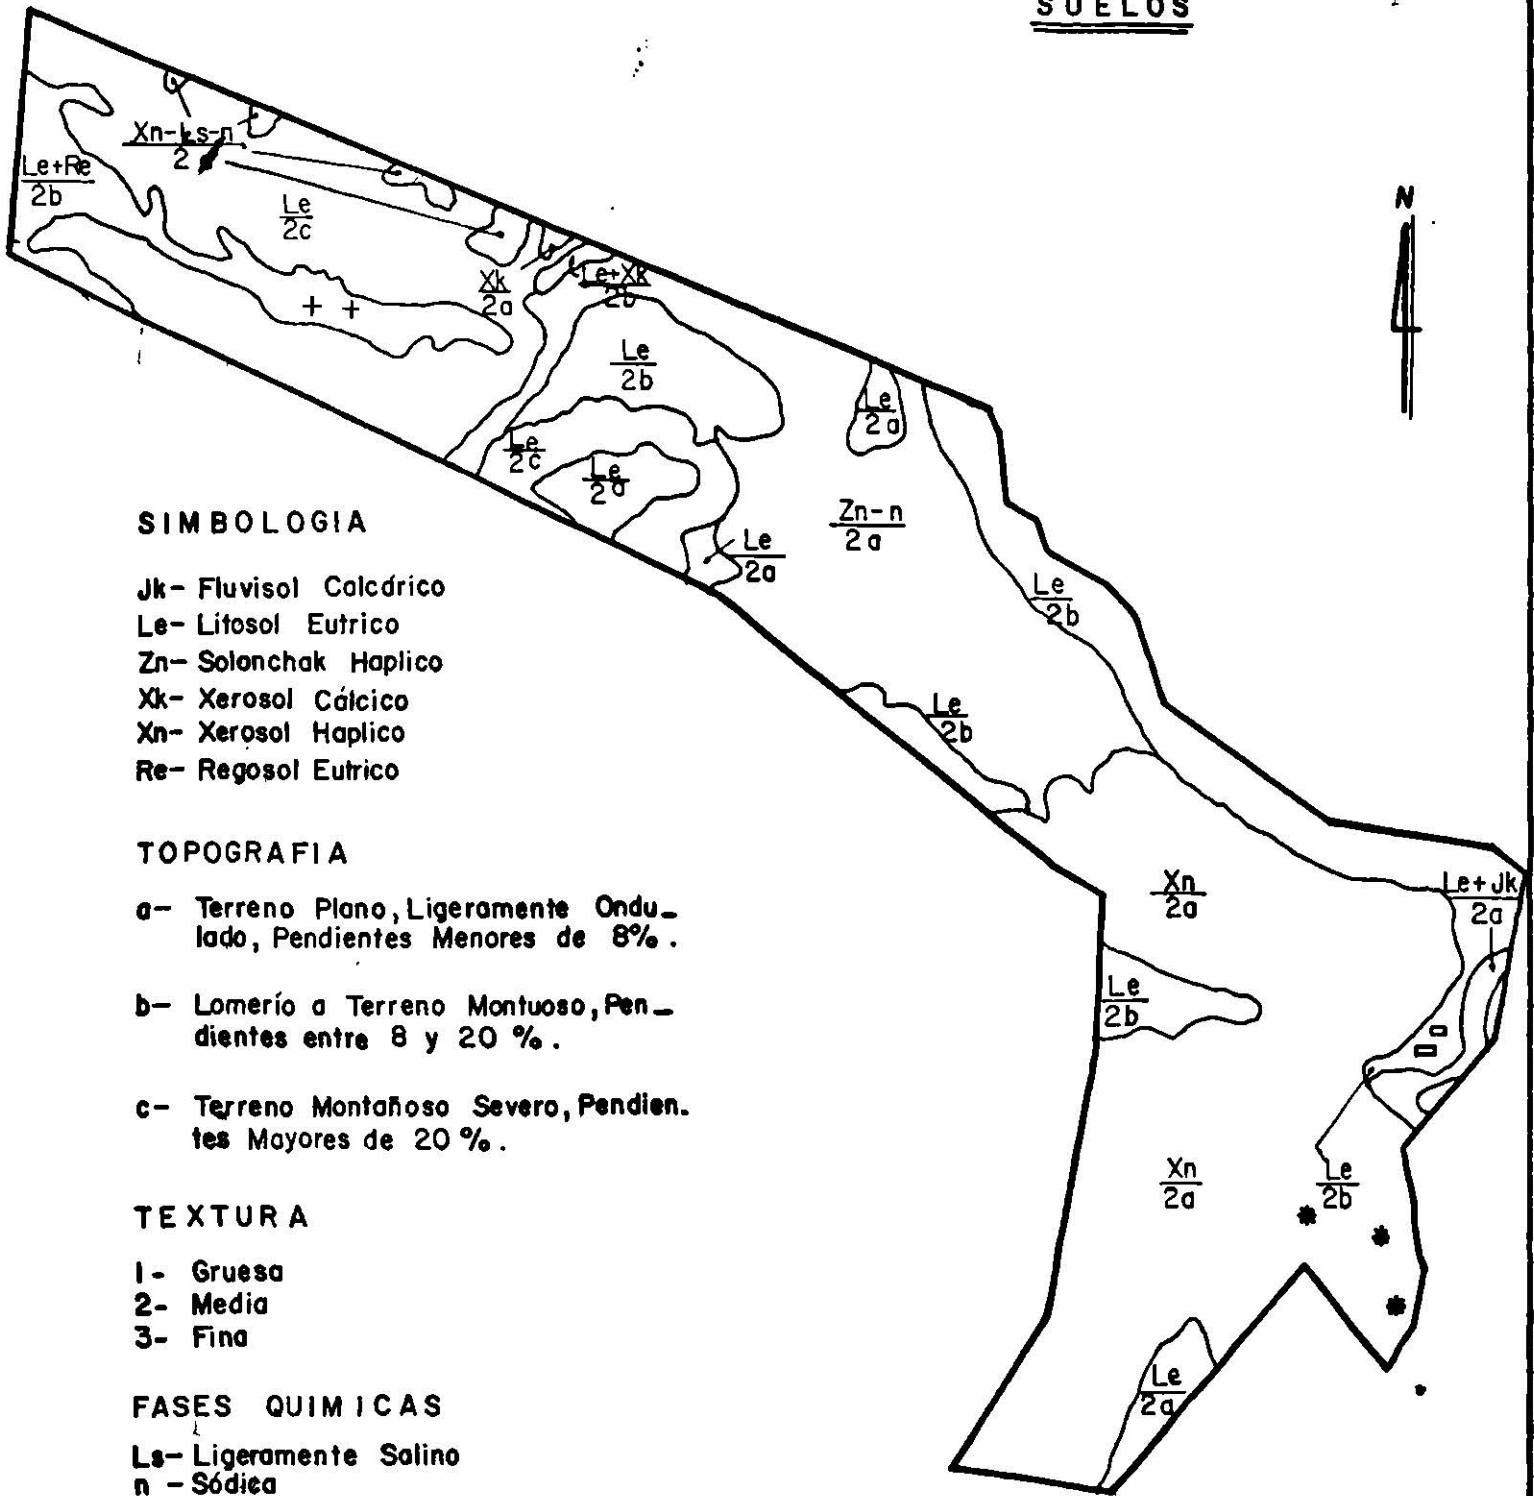 SUELOS
N
Xn-Ls-n
2
Le+Re
2b
Le
2c
Xk
2a
Le+Xk
2b
Le
2b
Le
2a
Le
2c
Le
2a
Zn-n
2a
Le
2a
Le
2b
Le
2b
Xn
2a
Le+Jk
2a
Le
2b
Xn
2a
Le
2b
Le
2a
SIMBOLOGIA
Jk- Fluvisol Calcárico
Le- Litosol Eutrico
Zn- Solonchak Haplico
Xk- Xerosol Cálcico
Xn- Xerosol Haplico
Re- Regosol Eutrico
TOPOGRAFIA
a- Terreno Plano, Ligeramente Ondu-
lado, Pendientes Menores de 8%.
b- Lomerío a Terreno Montuoso, Pen-
dientes entre 8 y 20 %.
c- Terreno Montañoso Severo, Pendien-
tes Mayores de 20 %.
TEXTURA
1- Gruesa
2- Media
3- Fina
FASES QUIMICAS
Ls- Ligeramente Salino
n - Sódica